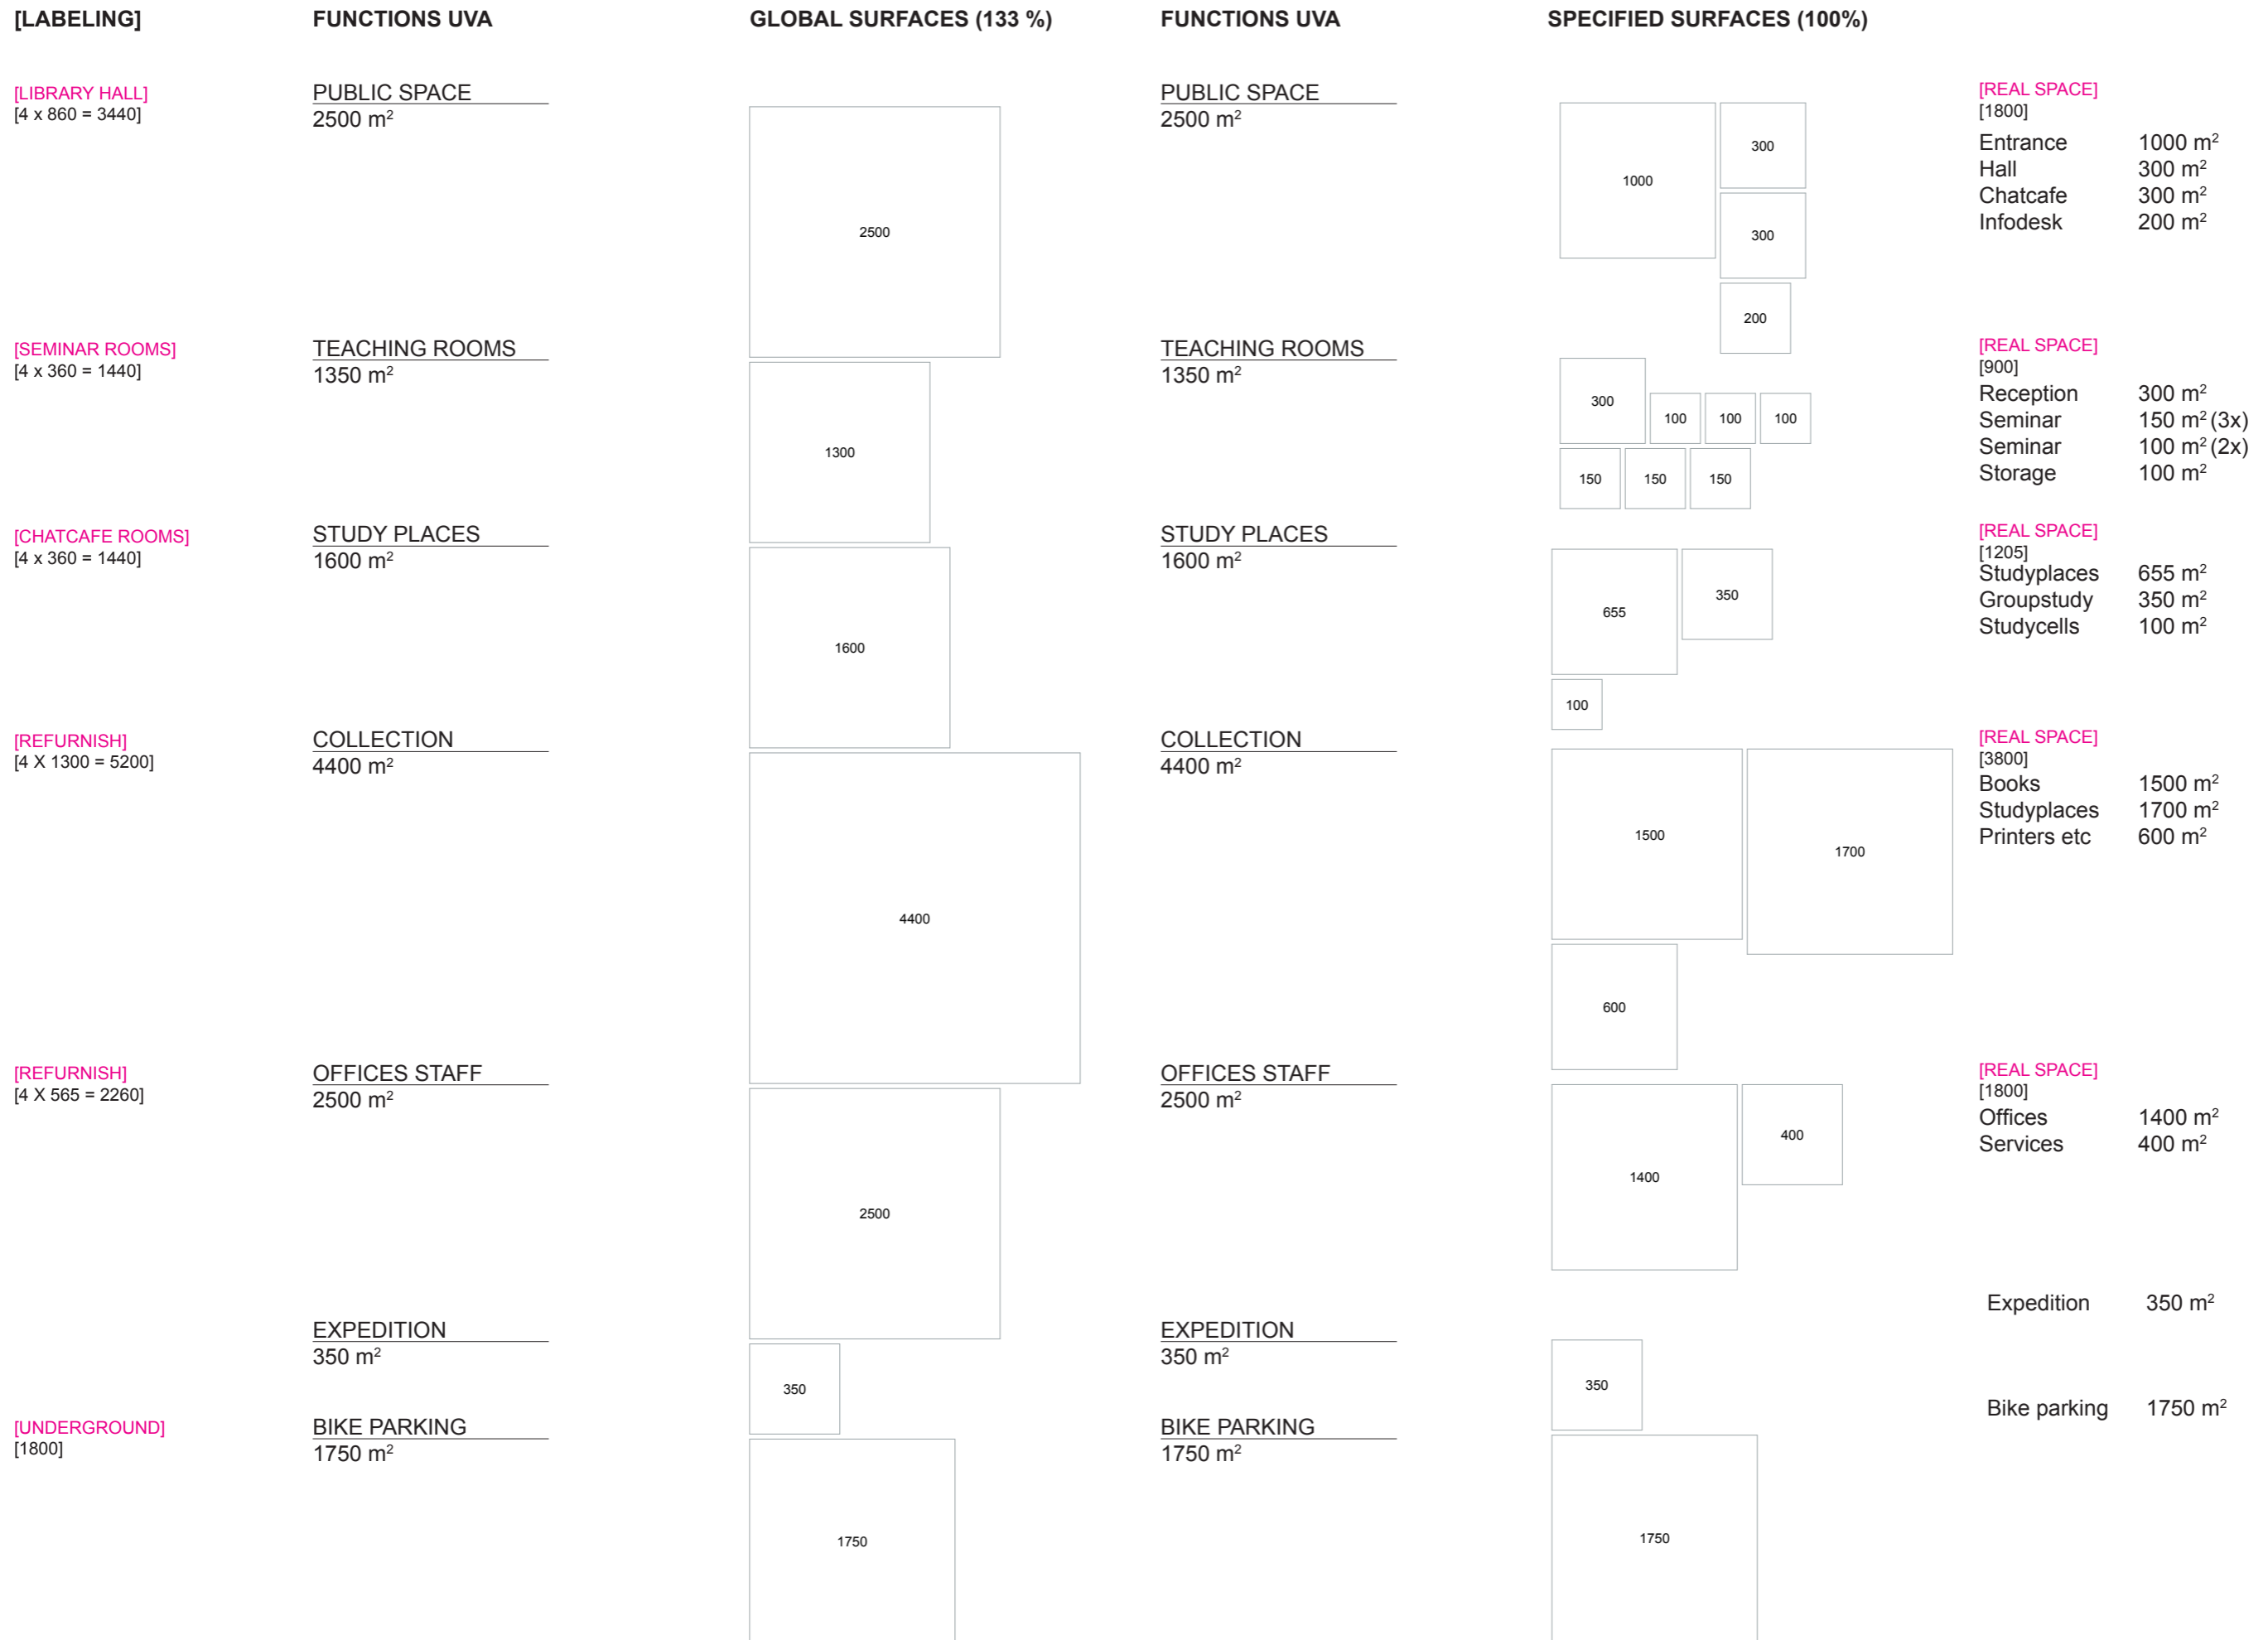 [LABELING] FUNCTIONS UVA GLOBAL SURFACES (133 %) FUNCTIONS UVA SPECIFIED SURFACES (100%)
[LIBRARY HALL]
[4 x 860 = 3440]
PUBLIC SPACE
2500 m²
2500
PUBLIC SPACE
2500 m²
1000
300
300
200
[REAL SPACE]
[1800]
Entrance 1000 m²
Hall 300 m²
Chatcafe 300 m²
Infodesk 200 m²
[SEMINAR ROOMS]
[4 x 360 = 1440]
TEACHING ROOMS
1350 m²
1300
TEACHING ROOMS
1350 m²
300
100 100 100
150 150 150
[REAL SPACE]
[900]
Reception 300 m²
Seminar 150 m² (3x)
Seminar 100 m² (2x)
Storage 100 m²
[CHATCAFE ROOMS]
[4 x 360 = 1440]
STUDY PLACES
1600 m²
1600
STUDY PLACES
1600 m²
655
350
100
[REAL SPACE]
[1205]
Studyplaces 655 m²
Groupstudy 350 m²
Studycells 100 m²
[REFURNISH]
[4 X 1300 = 5200]
COLLECTION
4400 m²
4400
COLLECTION
4400 m²
1500
1700
600
[REAL SPACE]
[3800]
Books 1500 m²
Studyplaces 1700 m²
Printers etc 600 m²
[REFURNISH]
[4 X 565 = 2260]
OFFICES STAFF
2500 m²
2500
OFFICES STAFF
2500 m²
1400
400
[REAL SPACE]
[1800]
Offices 1400 m²
Services 400 m²
EXPEDITION
350 m²
350
EXPEDITION
350 m²
350
Expedition 350 m²
[UNDERGROUND]
[1800]
BIKE PARKING
1750 m²
1750
BIKE PARKING
1750 m²
1750
Bike parking 1750 m²